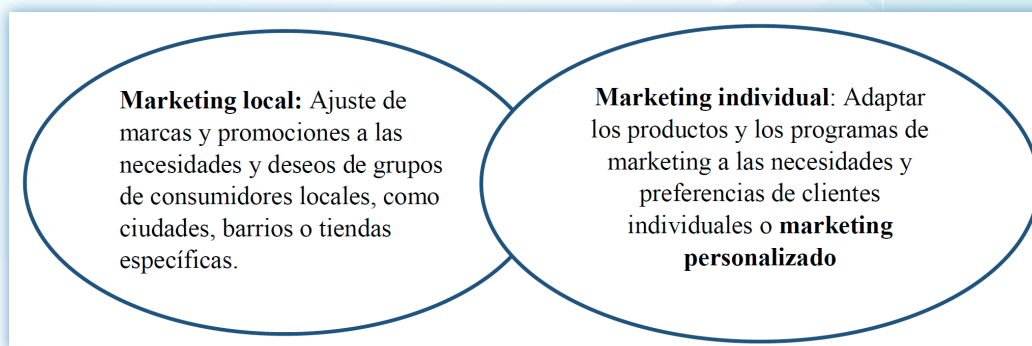 Marketing local: Ajuste de
marcas y promociones a las
necesidades y deseos de grupos
de consumidores locales, como
ciudades, barrios o tiendas
específicas.
Marketing individual: Adaptar
los productos y los programas de
marketing a las necesidades y
preferencias de clientes
individuales o marketing
personalizado